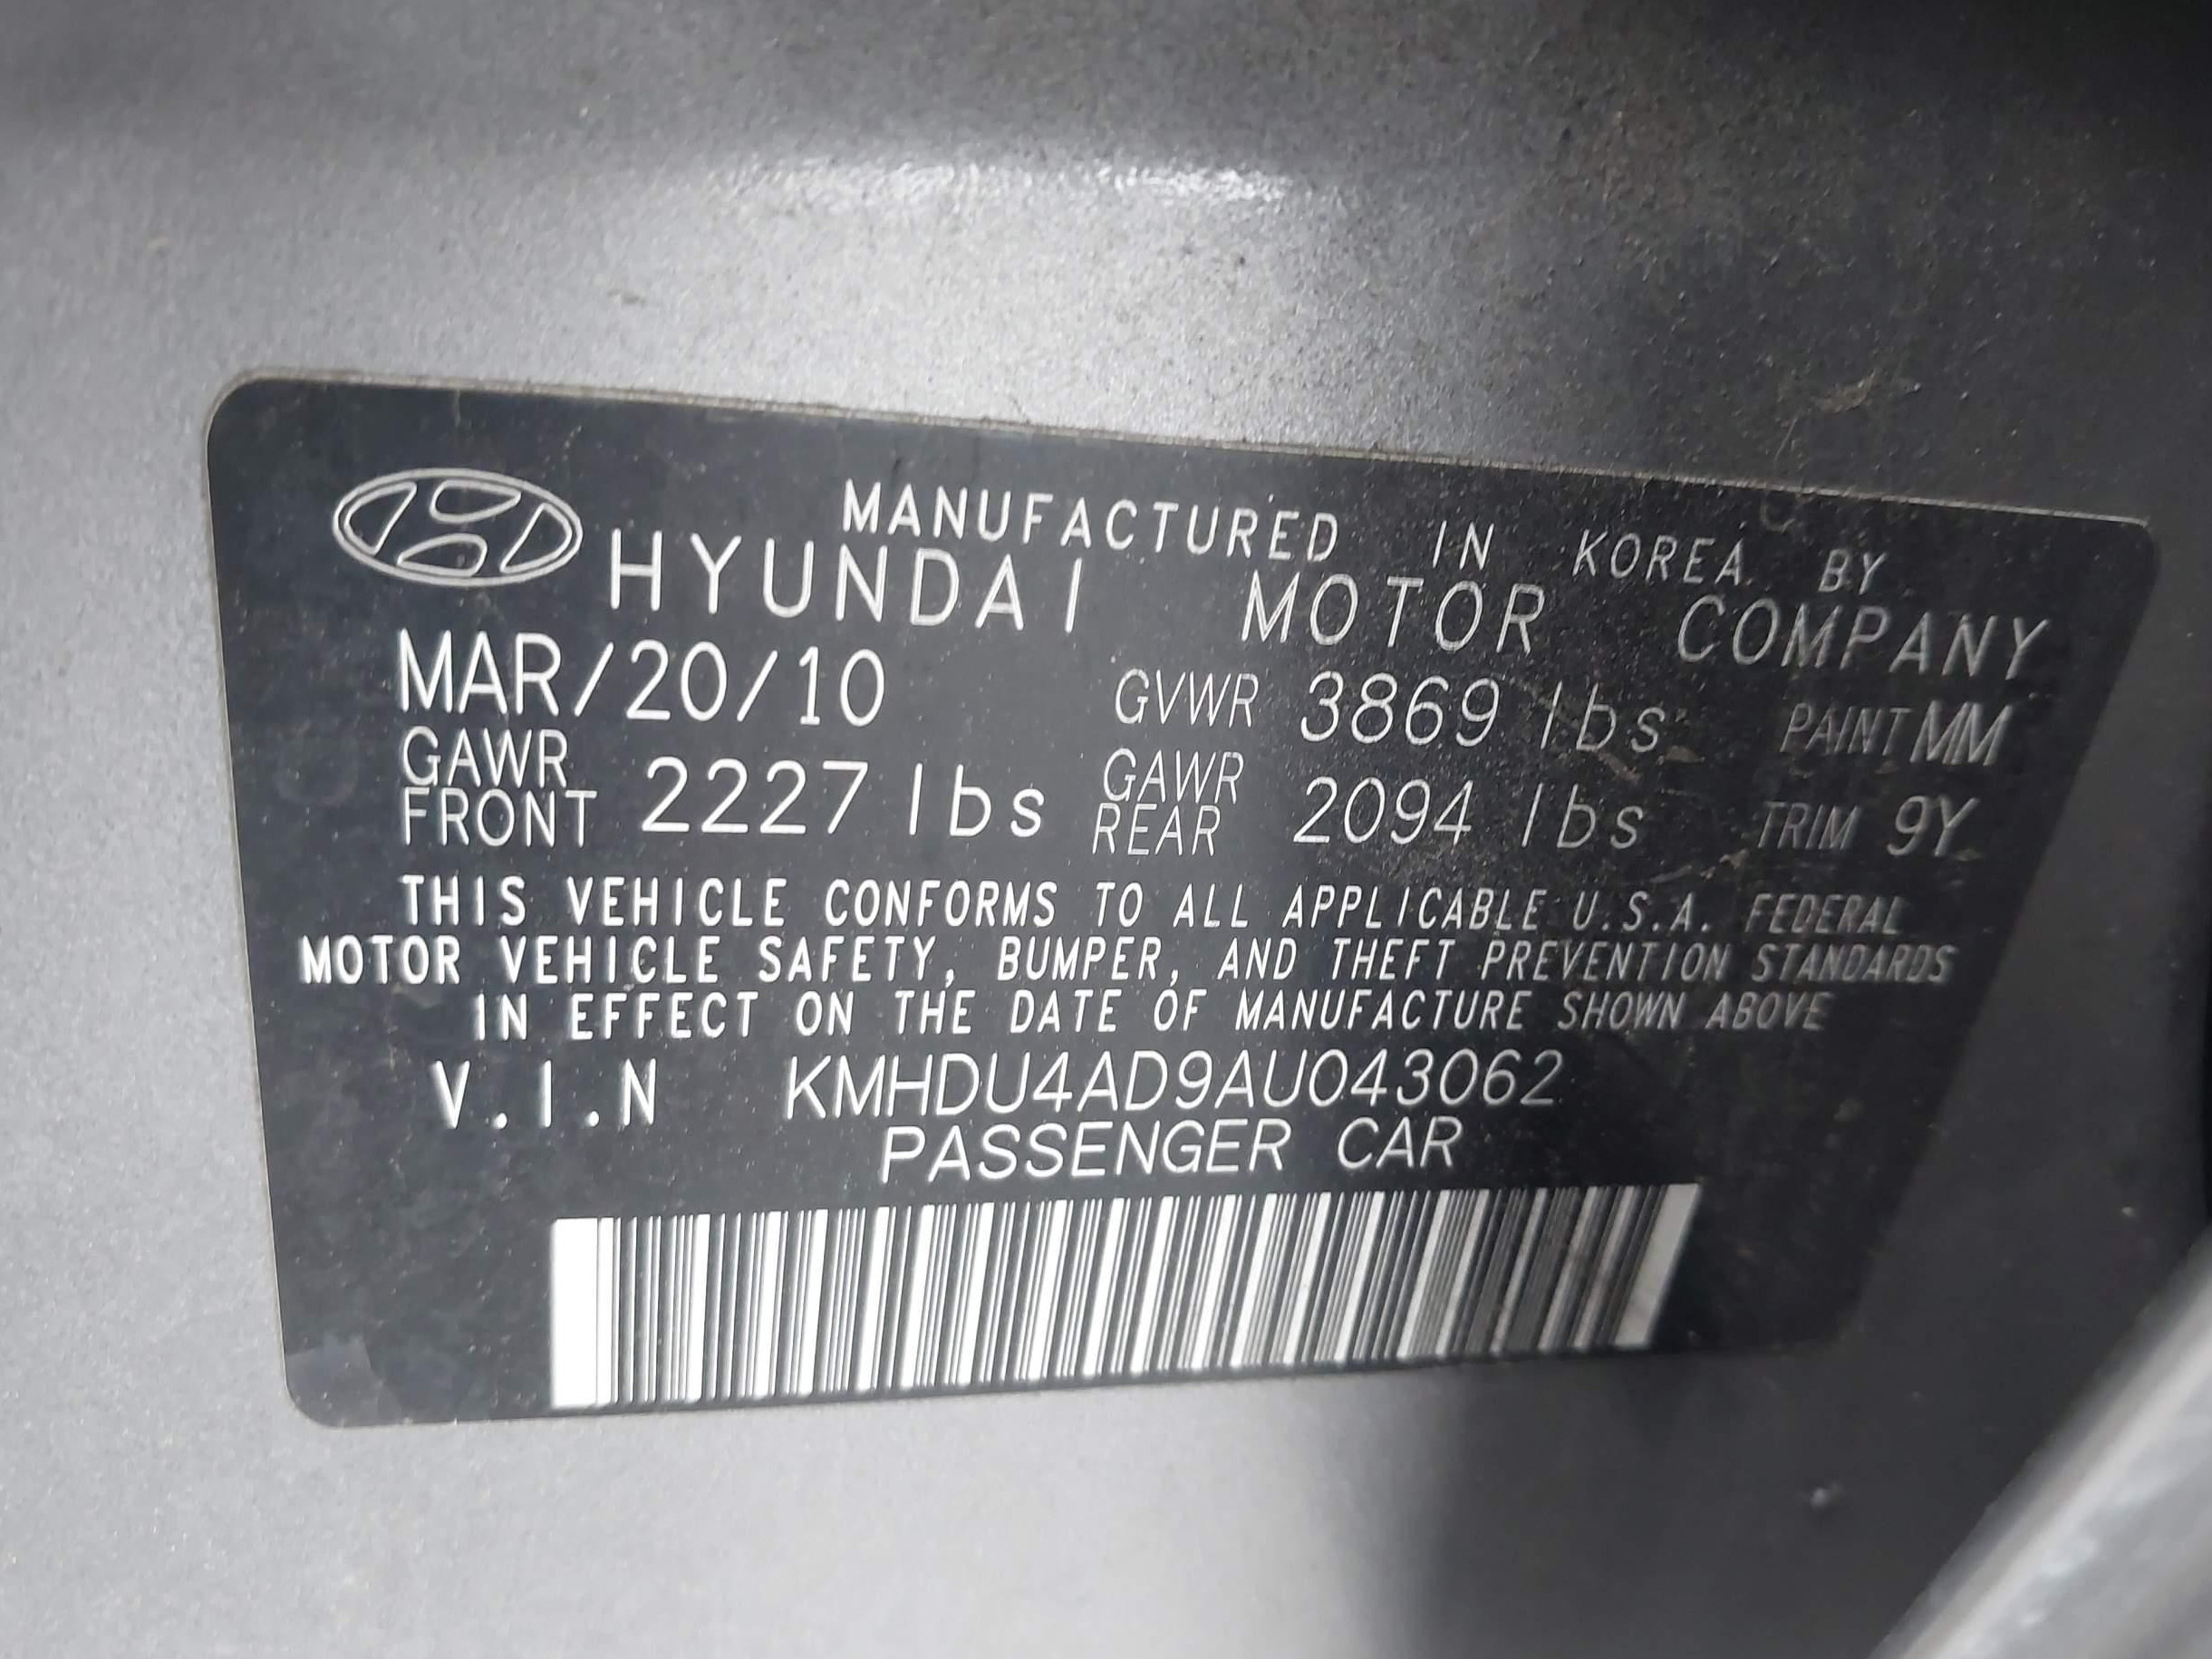 MANUFACTURED IN KOREA BY
HYUNDAI MOTOR COMPANY
MAR/20/10 GVWR 3869 lbs PAINT MM
GAWR FRONT 2227 lbs GAWR REAR 2094 lbs TRIM 9Y
THIS VEHICLE CONFORMS TO ALL APPLICABLE U.S.A. FEDERAL
MOTOR VEHICLE SAFETY, BUMPER, AND THEFT PREVENTION STANDARDS
IN EFFECT ON THE DATE OF MANUFACTURE SHOWN ABOVE
V.I.N KMHDU4AD9AU043062
PASSENGER CAR